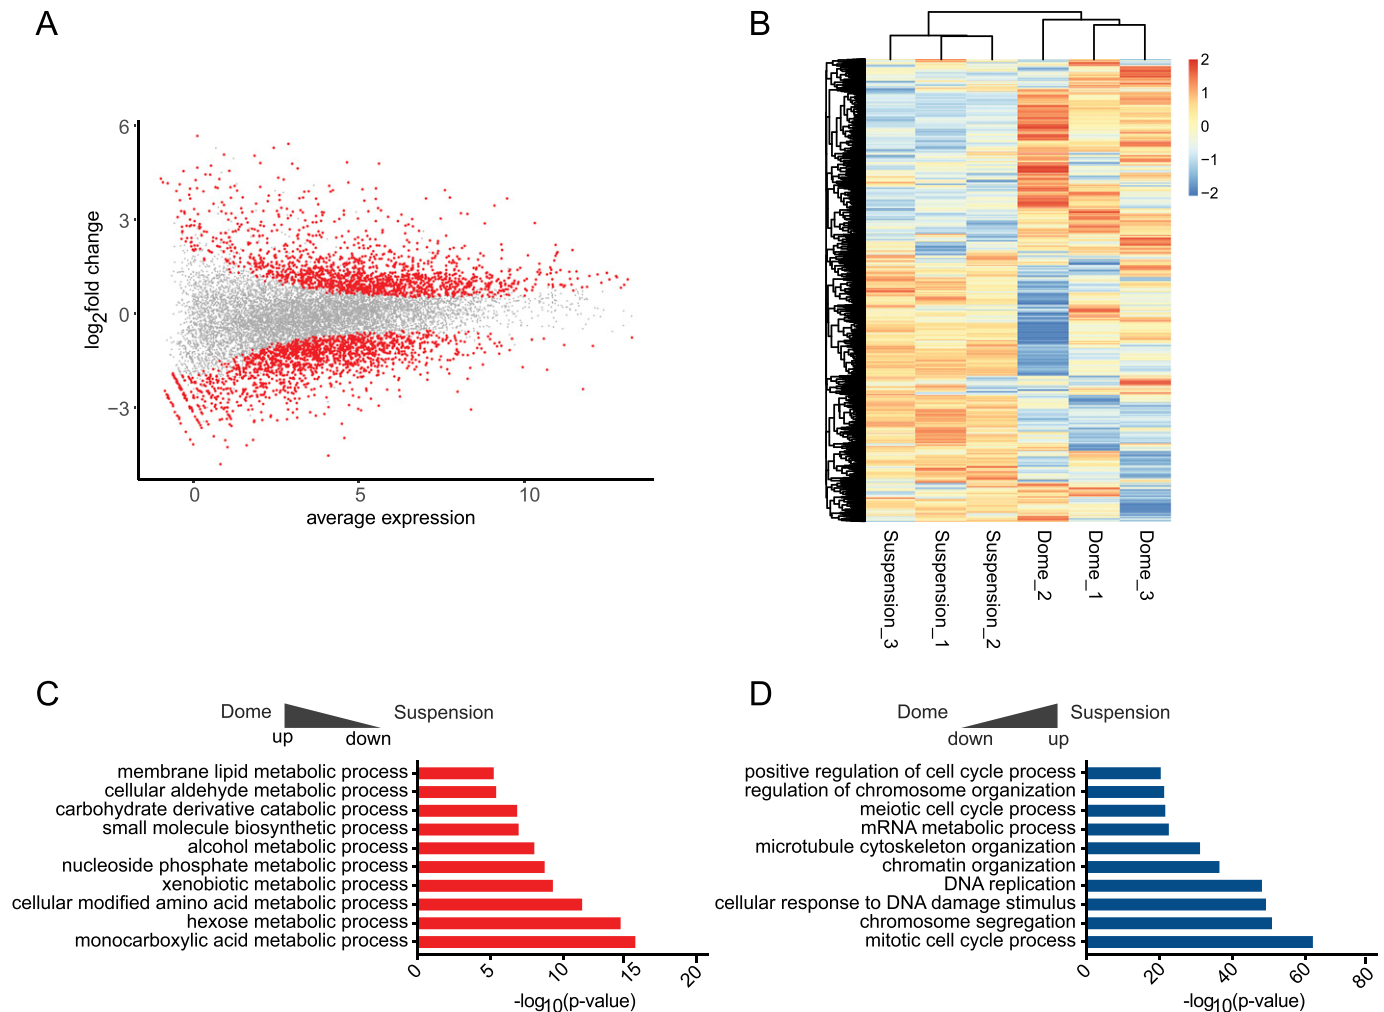 A
log2fold change
6
3
0
−3
0
5
10
average expression
B
2
1
0
−1
−2
Suspension_3
Suspension_1
Suspension_2
Dome_2
Dome_1
Dome_3
C
Dome
Suspension
up
down
membrane lipid metabolic process
cellular aldehyde metabolic process
carbohydrate derivative catabolic process
small molecule biosynthetic process
alcohol metabolic process
nucleoside phosphate metabolic process
xenobiotic metabolic process
cellular modified amino acid metabolic process
hexose metabolic process
monocarboxylic acid metabolic process
0
5
10
15
20
-log10(p-value)
D
Dome
Suspension
down
up
positive regulation of cell cycle process
regulation of chromosome organization
meiotic cell cycle process
mRNA metabolic process
microtubule cytoskeleton organization
chromatin organization
DNA replication
cellular response to DNA damage stimulus
chromosome segregation
mitotic cell cycle process
0
20
40
60
80
-log10(p-value)